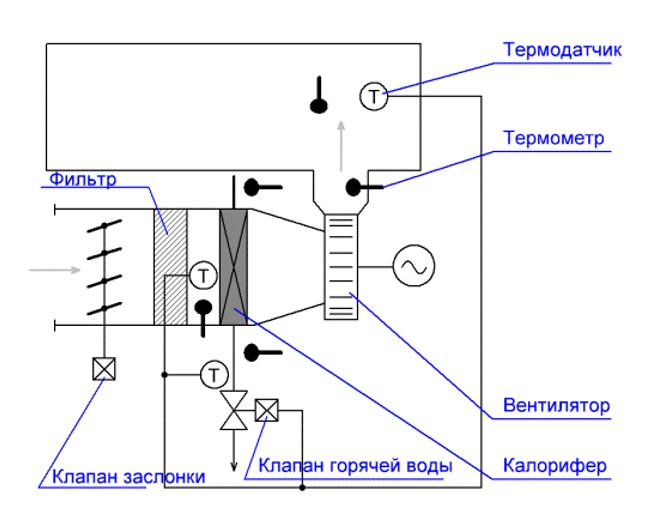 Термодатчик
T
Термометр
Фильтр
T
T
Вентилятор
Клапан заслонки
Клапан горячей воды
Калорифер